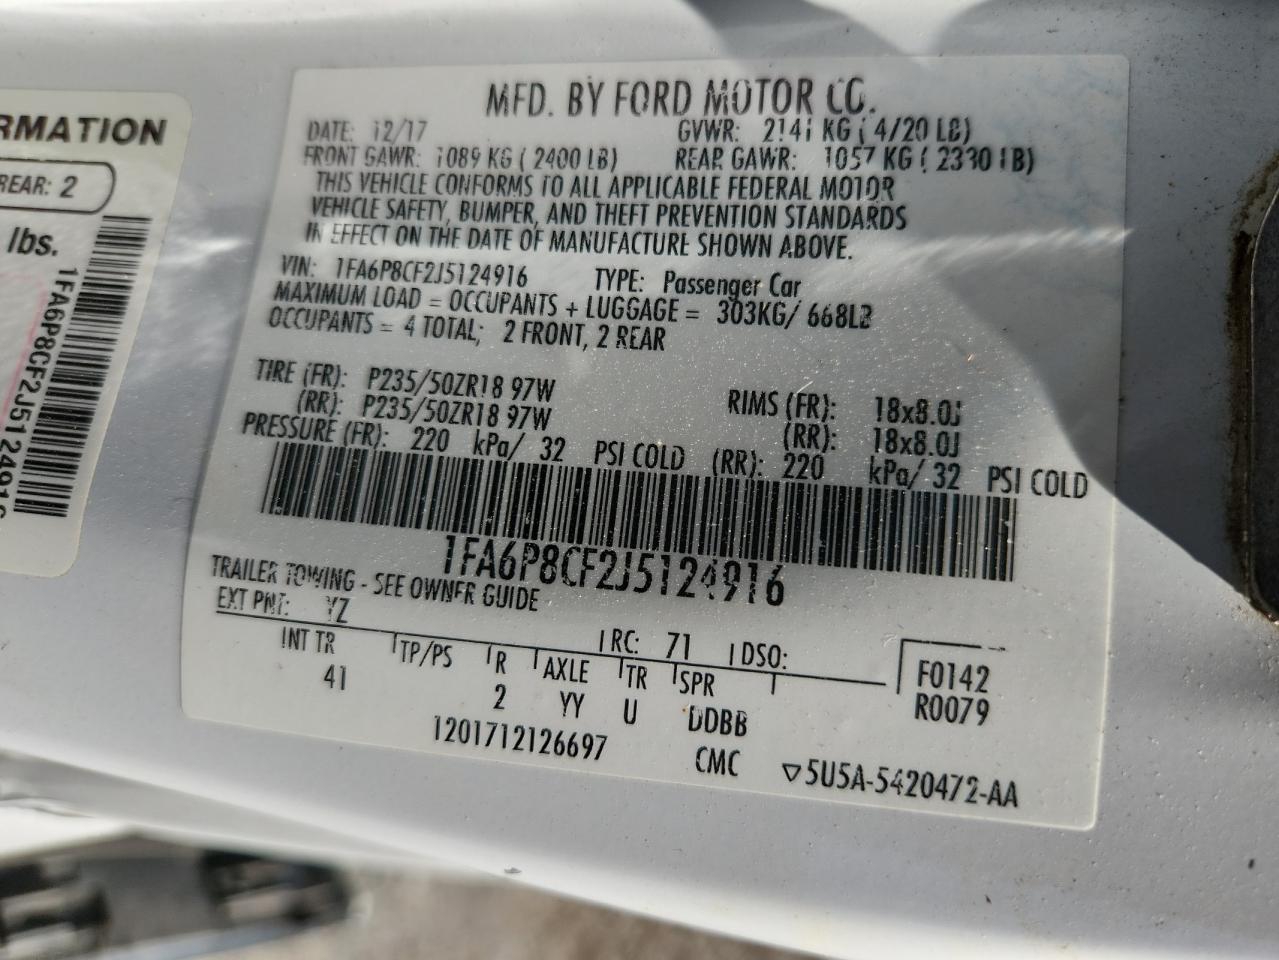 RMATION
REAR: 2
lbs.
1FA6P8CF2J5124916
MFD. BY FORD MOTOR CO.
DATE: 12/17 GVWR: 2141 KG ( 4720 LB)
FRONT GAWR: 1089 KG ( 2400 LB) REAR GAWR: 1057 KG ( 2330 LB)
THIS VEHICLE CONFORMS TO ALL APPLICABLE FEDERAL MOTOR
VEHICLE SAFETY, BUMPER, AND THEFT PREVENTION STANDARDS
IN EFFECT ON THE DATE OF MANUFACTURE SHOWN ABOVE.
VIN: 1FA6P8CF2J5124916 TYPE: Passenger Car
MAXIMUM LOAD = OCCUPANTS + LUGGAGE = 303KG/ 668LB
OCCUPANTS = 4 TOTAL; 2 FRONT, 2 REAR
TIRE (FR): P235/50ZR18 97W RIMS (FR): 18x8.0J
(RR): P235/50ZR18 97W (RR): 18x8.0J
PRESSURE (FR): 220 kPa/ 32 PSI COLD (RR): 220 kPa/ 32 PSI COLD
1FA6P8CF2J5124916
TRAILER TOWING - SEE OWNER GUIDE
EXT PNT: YZ RC: 71 DSO:
INT TR TP/PS R AXLE TR SPR F0142
41 2 YY U DDBB R0079
1201712126697 CMC ▽5U5A-5420472-AA